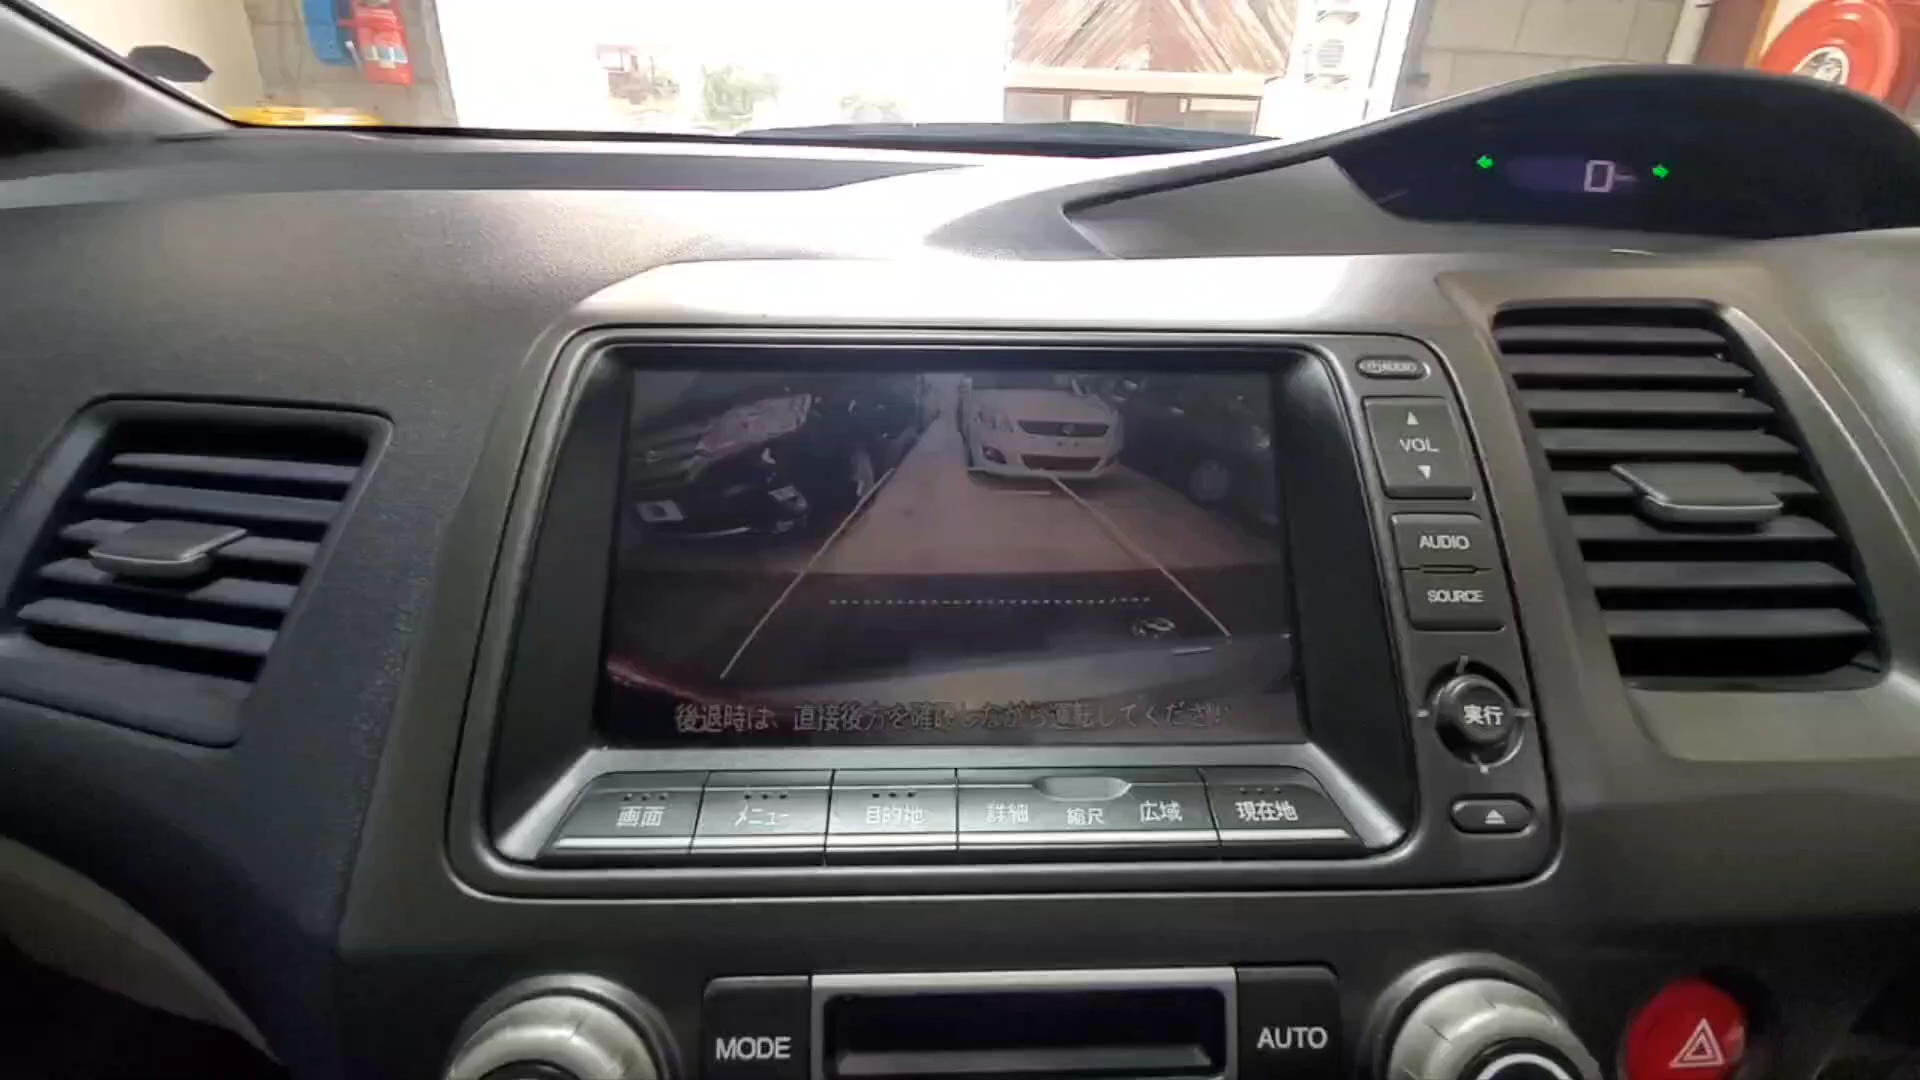 0
AUDIO
VOL
AUDIO
SOURCE
実行
後退時は、直接後方を確認しながら運転してください
画面
メニュー
目的地
詳細
縮尺
広域
現在地
MODE
AUTO